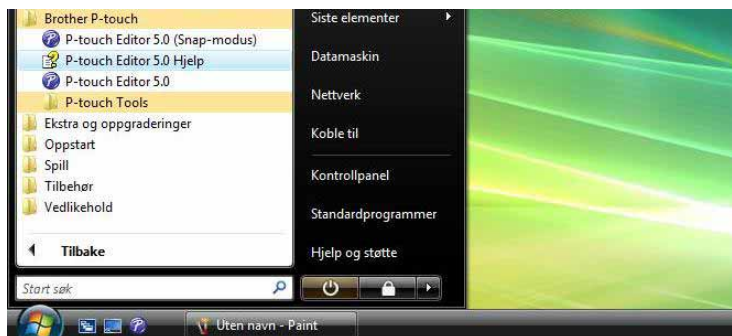 Brother P-touch
P-touch Editor 5.0 (Snap-modus)
P-touch Editor 5.0 Hjelp
P-touch Editor 5.0
P-touch Tools
Ekstra og oppgraderinger
Oppstart
Spill
Tilbehør
Vedlikehold
Tilbake
Start søk
Siste elementer
Datamaskin
Nettverk
Koble til
Kontrollpanel
Standardprogrammer
Hjelp og støtte
Uten navn - Paint